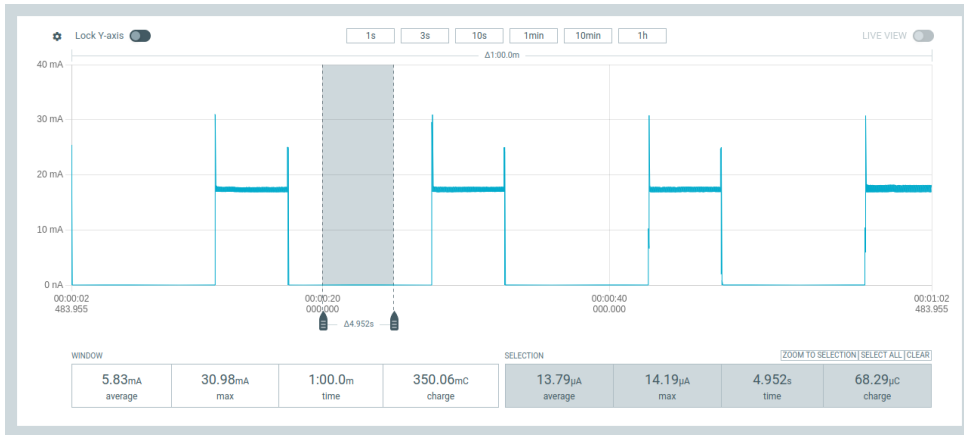 Lock Y-axis 1s 3s 10s 1min 10min 1h LIVE VIEW
Δ1:00.0m
40 mA
30 mA
20 mA
10 mA
0 nA
00:00:02 00:00:20 00:00:40 00:01:02
483.955 000.000 000.000 483.955
Δ4.952s
WINDOW SELECTION ZOOM TO SELECTION SELECT ALL CLEAR
5.83mA 30.98mA 1:00.0m 350.06mC 13.79μA 14.19μA 4.952s 68.29μC
average max time charge average max time charge